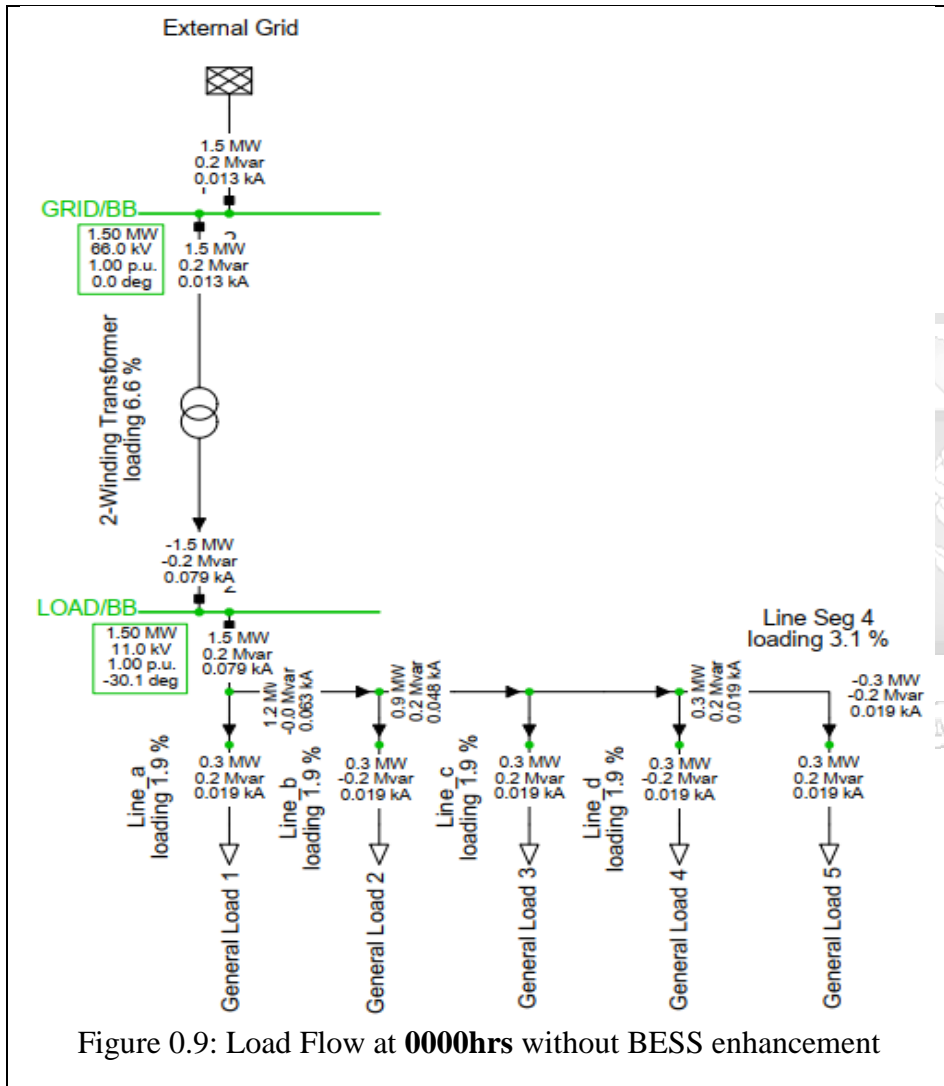 External Grid
1.5 MW
0.2 Mvar
0.013 kA
GRID/BB
1.50 MW
66.0 kV
1.00 p.u.
0.0 deg
1.5 MW
0.2 Mvar
0.013 kA
2-Winding Transformer
loading 6.6 %
-1.5 MW
-0.2 Mvar
0.079 kA
LOAD/BB
1.50 MW
11.0 kV
1.00 p.u.
-30.1 deg
1.5 MW
0.2 Mvar
0.079 kA
Line Seg 4
loading 3.1 %
1.2 MV
-0.0 Mvar
0.063 kA
0.9 MW
0.2 Mvar
0.048 kA
0.3 MW
0.2 Mvar
0.019 kA
-0.3 MW
-0.2 Mvar
0.019 kA
Line_a
loading 1.9 %
0.3 MW
0.2 Mvar
0.019 kA
Line_b
loading 1.9 %
0.3 MW
-0.2 Mvar
0.019 kA
Line_c
loading 1.9 %
0.3 MW
0.2 Mvar
0.019 kA
Line_d
loading 1.9 %
0.3 MW
-0.2 Mvar
0.019 kA
0.3 MW
0.2 Mvar
0.019 kA
General Load 1
General Load 2
General Load 3
General Load 4
General Load 5
Figure 0.9: Load Flow at 0000hrs without BESS enhancement